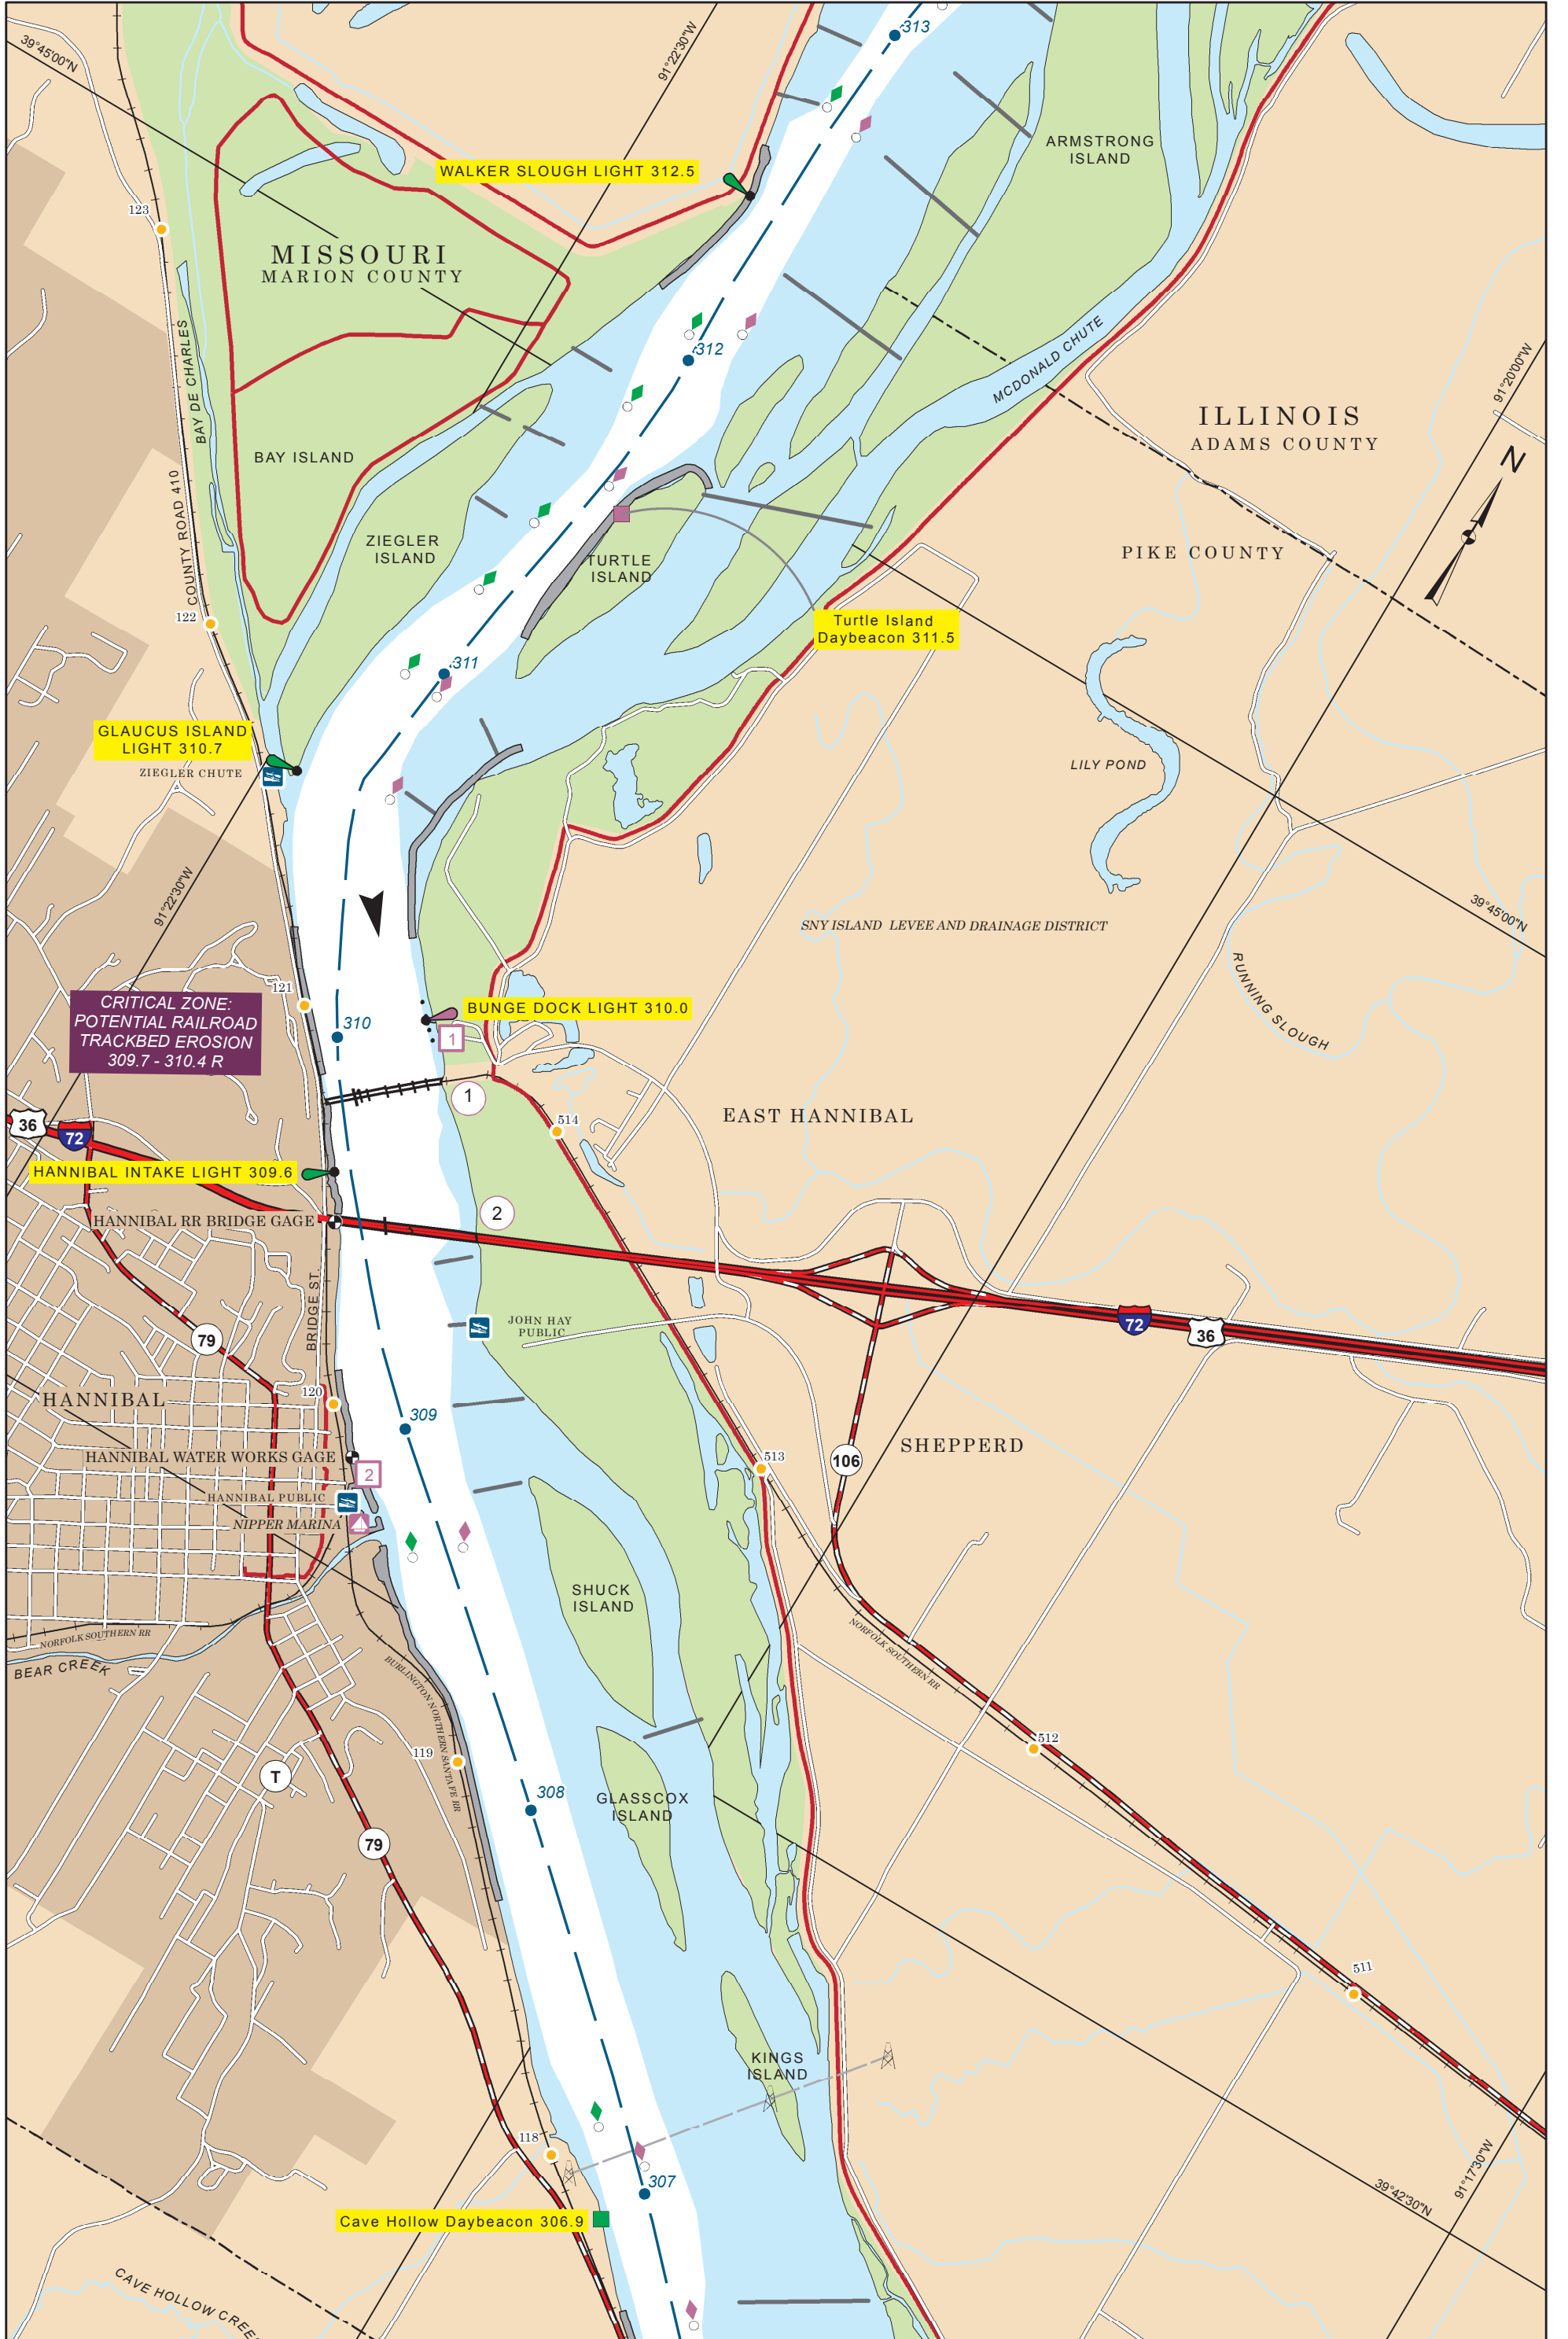 313
39°45'00"N
91°22'30"W
ARMSTRONG
ISLAND
WALKER SLOUGH LIGHT 312.5
123
MISSOURI
MARION COUNTY
BAY DE CHARLES
312
MCDONALD CHUTE
91°20'00"W
ILLINOIS
ADAMS COUNTY
N
BAY ISLAND
COUNTY ROAD 410
ZIEGLER
ISLAND
TURTLE
ISLAND
PIKE COUNTY
122
Turtle Island
Daybeacon 311.5
311
GLAUCUS ISLAND
LIGHT 310.7
ZIEGLER CHUTE
LILY POND
91°22'30"W
SNY ISLAND LEVEE AND DRAINAGE DISTRICT
39°45'00"N
RUNNING SLOUGH
121
CRITICAL ZONE:
POTENTIAL RAILROAD
TRACKBED EROSION
309.7 - 310.4 R
310
BUNGE DOCK LIGHT 310.0
1
1
514
EAST HANNIBAL
36
72
HANNIBAL INTAKE LIGHT 309.6
2
HANNIBAL RR BRIDGE GAGE
BRIDGE ST
JOHN HAY
PUBLIC
72
36
79
HANNIBAL
120
309
HANNIBAL WATER WORKS GAGE
2
513
106
SHEPPERD
HANNIBAL PUBLIC
NIPPER MARINA
SHUCK
ISLAND
NORFOLK SOUTHERN RR
NORFOLK SOUTHERN RR
BEAR CREEK
BURLINGTON NORTHERN SANTA FE RR
119
512
T
308
GLASSCOX
ISLAND
79
511
KINGS
ISLAND
118
307
39°42'30"N
91°17'30"W
Cave Hollow Daybeacon 306.9
CAVE HOLLOW CREEK